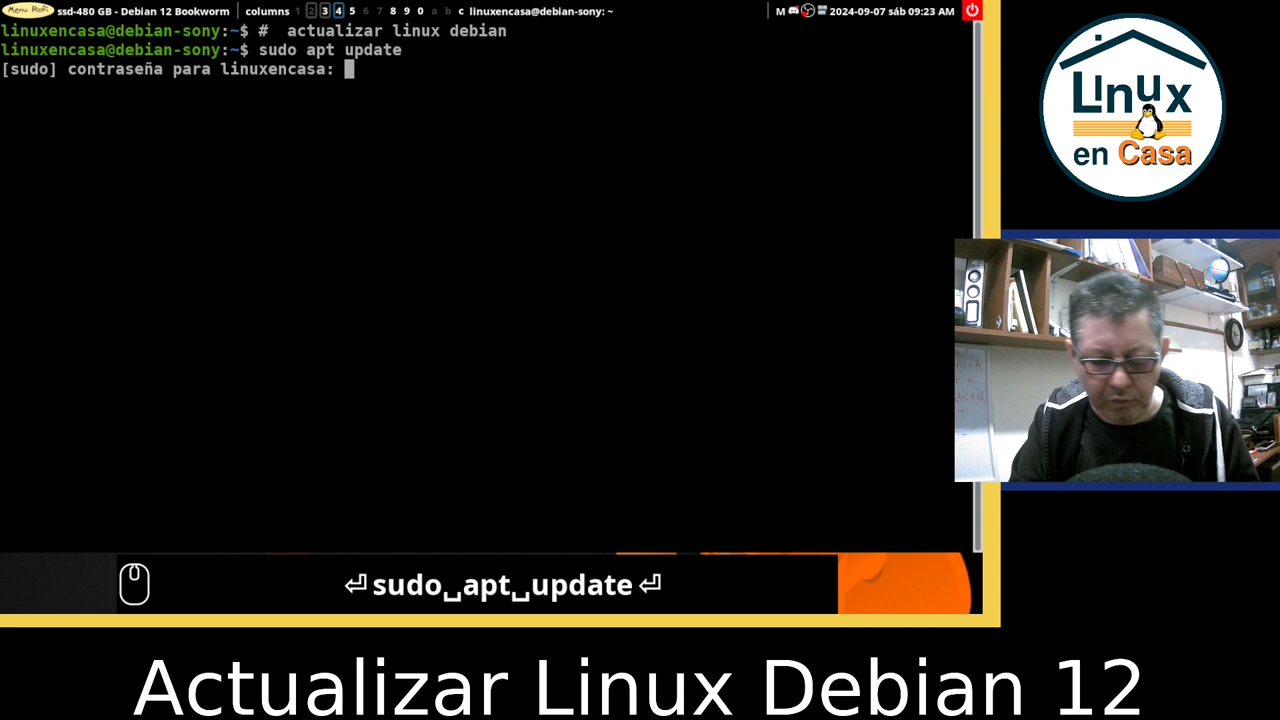 Menu Rofi ssd-480 GB - Debian 12 Bookworm columns 1 2 3 4 5 6 7 8 9 0 a b c linuxencasa@debian-sony: ~ M 2024-09-07 sáb 09:23 AM
linuxencasa@debian-sony:~$ #  actualizar linux debian
linuxencasa@debian-sony:~$ sudo apt update
[sudo] contraseña para linuxencasa:
Linux
en Casa
⏎ sudo␣apt␣update ⏎
Actualizar Linux Debian 12